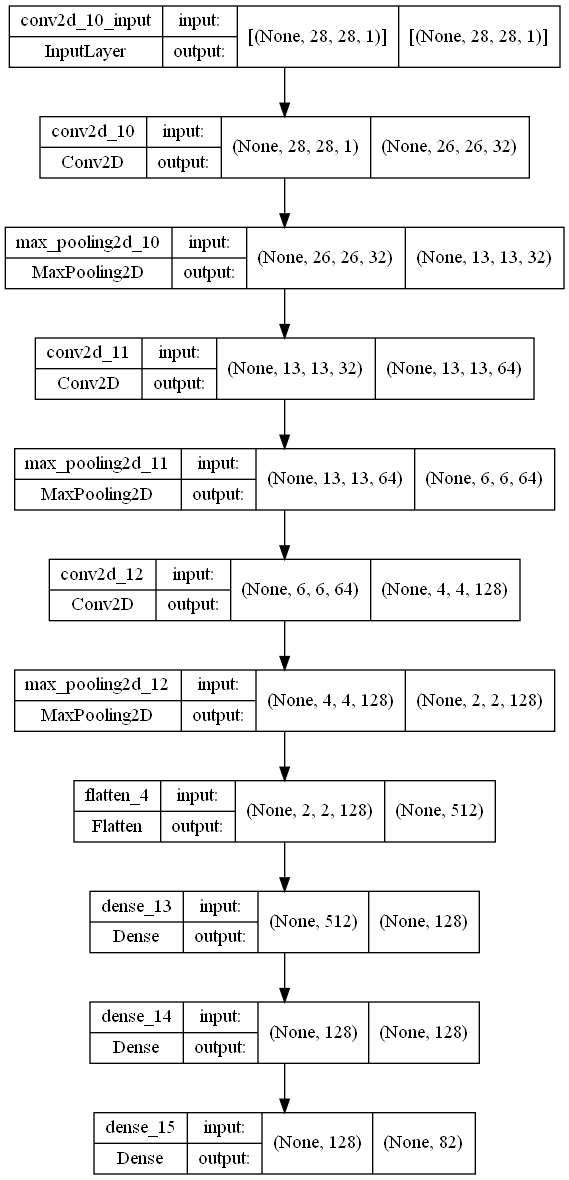 conv2d_10_input input: [(None, 28, 28, 1)] [(None, 28, 28, 1)]
InputLayer output:
conv2d_10 input: (None, 28, 28, 1) (None, 26, 26, 32)
Conv2D output:
max_pooling2d_10 input: (None, 26, 26, 32) (None, 13, 13, 32)
MaxPooling2D output:
conv2d_11 input: (None, 13, 13, 32) (None, 13, 13, 64)
Conv2D output:
max_pooling2d_11 input: (None, 13, 13, 64) (None, 6, 6, 64)
MaxPooling2D output:
conv2d_12 input: (None, 6, 6, 64) (None, 4, 4, 128)
Conv2D output:
max_pooling2d_12 input: (None, 4, 4, 128) (None, 2, 2, 128)
MaxPooling2D output:
flatten_4 input: (None, 2, 2, 128) (None, 512)
Flatten output:
dense_13 input: (None, 512) (None, 128)
Dense output:
dense_14 input: (None, 128) (None, 128)
Dense output:
dense_15 input: (None, 128) (None, 82)
Dense output: